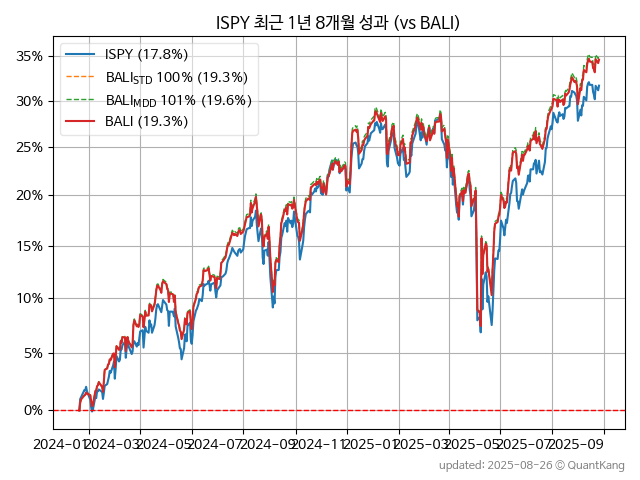 ISPY 최근 1년 8개월 성과 (vs BALI)
ISPY (17.8%)
BALI_STD 100% (19.3%)
BALI_MDD 101% (19.6%)
BALI (19.3%)
35%
30%
25%
20%
15%
10%
5%
0%
2024-01 2024-03 2024-05 2024-07 2024-09 2024-11 2025-01 2025-03 2025-05 2025-07 2025-09
updated: 2025-08-26 © QuantKang